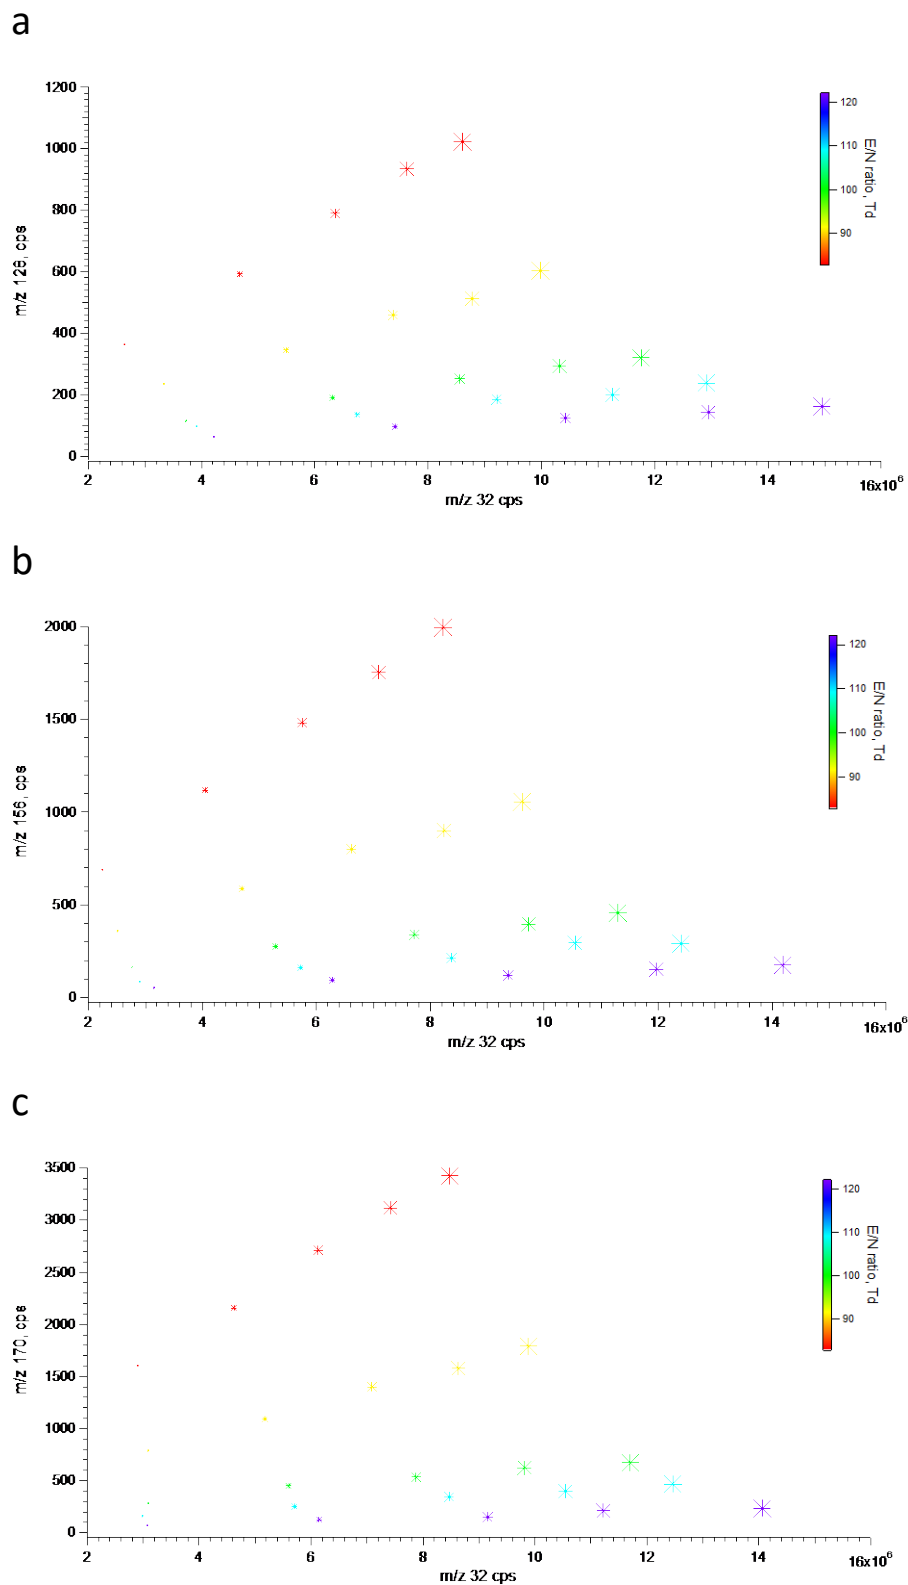 a
1200
1000
800
600
400
200
0
m/z 128, cps
2 4 6 8 10 12 14 16x10⁶
m/z 32 cps
120
110
100
90
E/N ratio, Td
b
2000
1500
1000
500
0
m/z 156, cps
2 4 6 8 10 12 14 16x10⁶
m/z 32 cps
120
110
100
90
E/N ratio, Td
c
3500
3000
2500
2000
1500
1000
500
0
m/z 170, cps
2 4 6 8 10 12 14 16x10⁶
m/z 32 cps
120
110
100
90
E/N ratio, Td